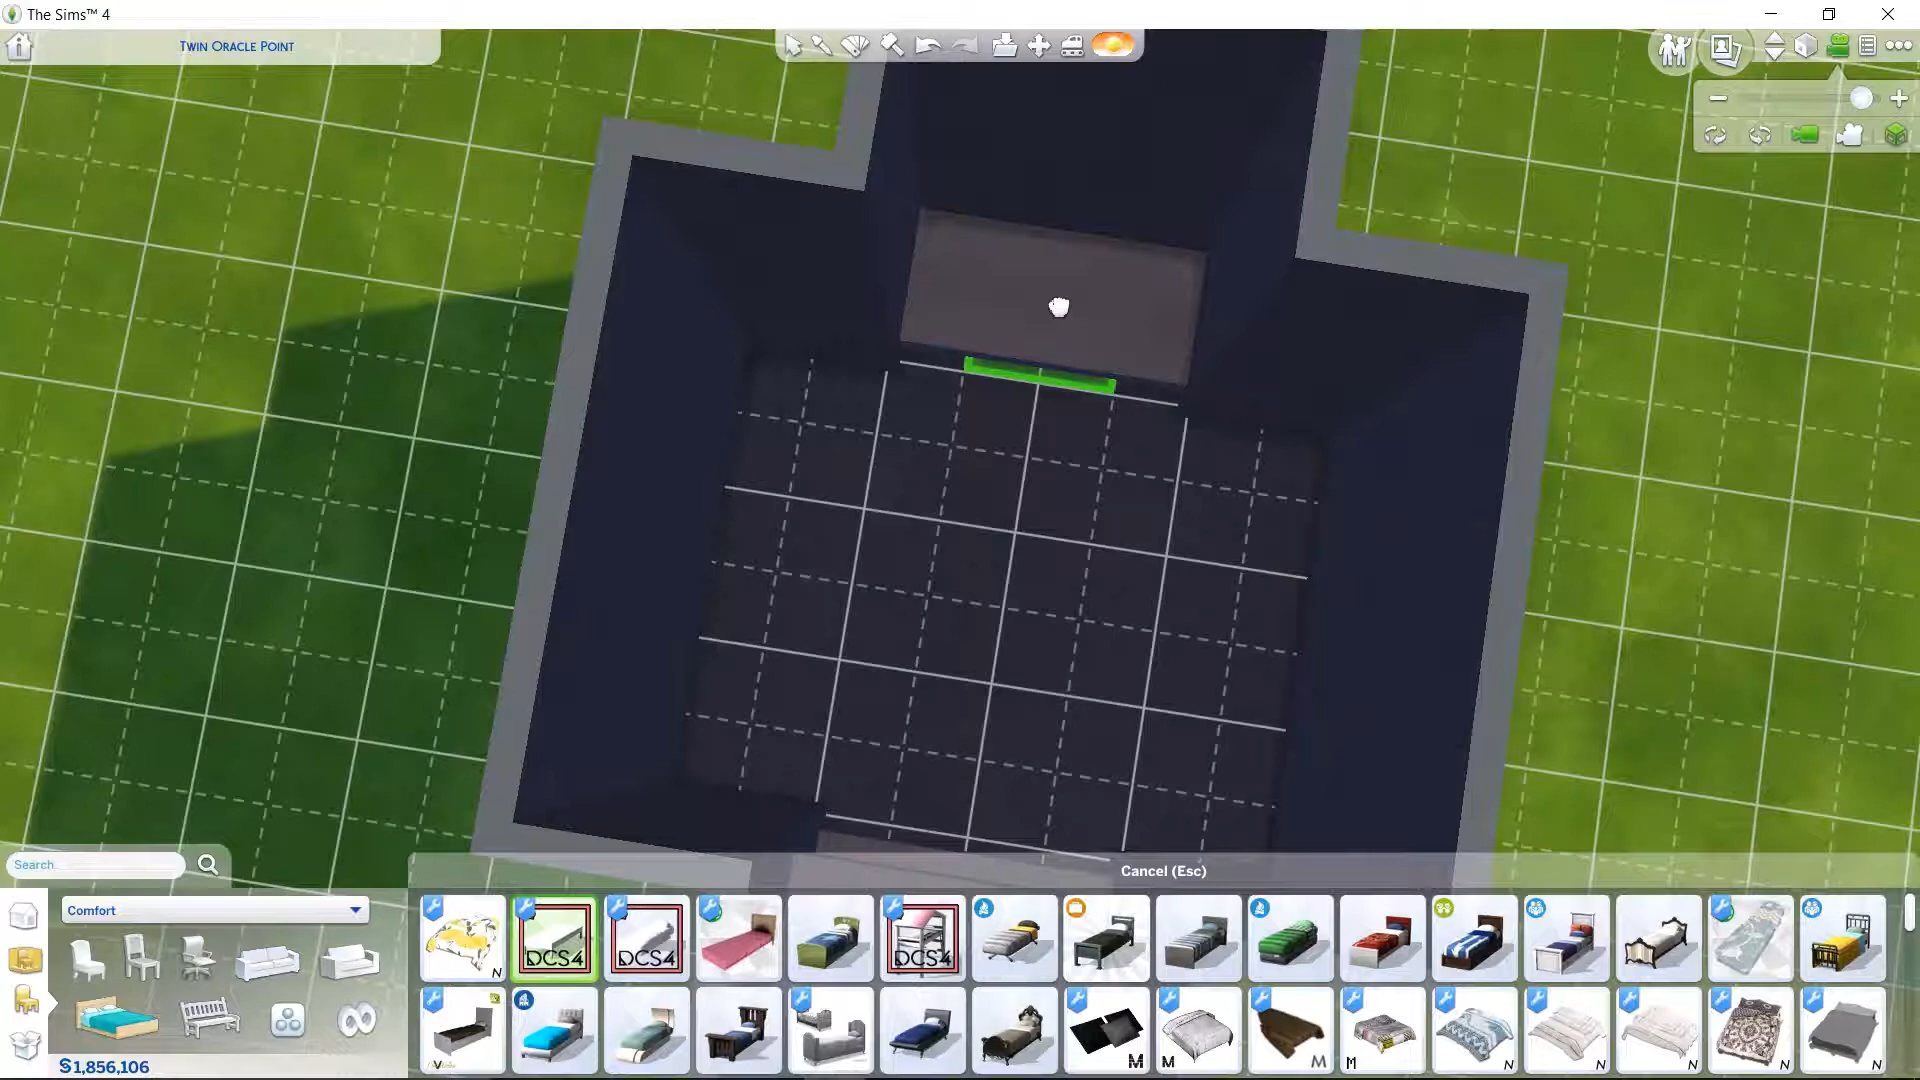 The Sims™ 4
Twin Oracle Point
Cancel (Esc)
Search
Comfort
N
DCS4
DCS4
DCS4
M
M
M
M
N
N
N
N
N
§1,856,106